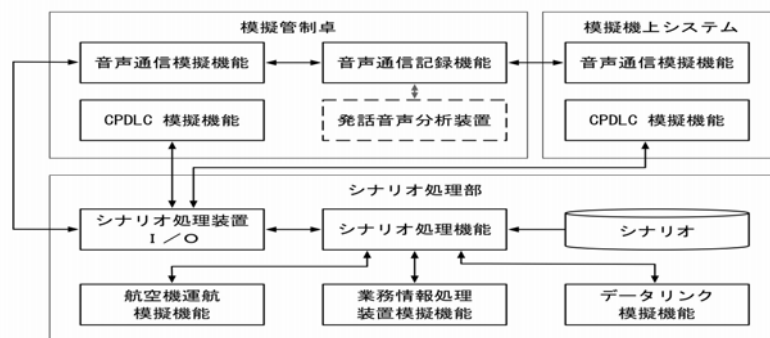 模擬管制卓
模擬機上システム
音声通信模擬機能
音声通信記録機能
音声通信模擬機能
CPDLC 模擬機能
発話音声分析装置
CPDLC 模擬機能
シナリオ処理部
シナリオ処理装置
I／O
シナリオ処理機能
シナリオ
航空機運航
模擬機能
業務情報処理
装置模擬機能
データリンク
模擬機能